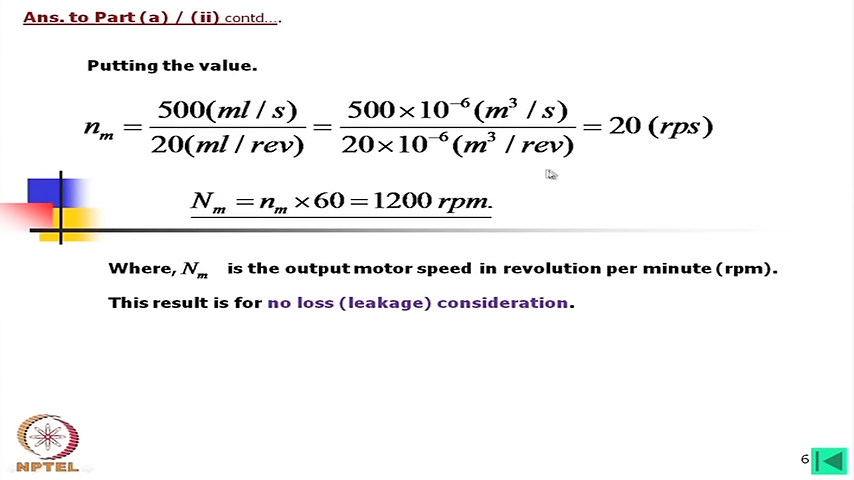 Ans. to Part (a) / (ii) contd....
Putting the value.
n_m = 500(ml / s) / 20(ml / rev) = 500×10^−6 (m^3 / s) / 20×10^−6 (m^3 / rev) = 20 (rps)
N_m = n_m × 60 = 1200 rpm.
Where, N_m is the output motor speed in revolution per minute (rpm).
This result is for no loss (leakage) consideration.
NPTEL
6